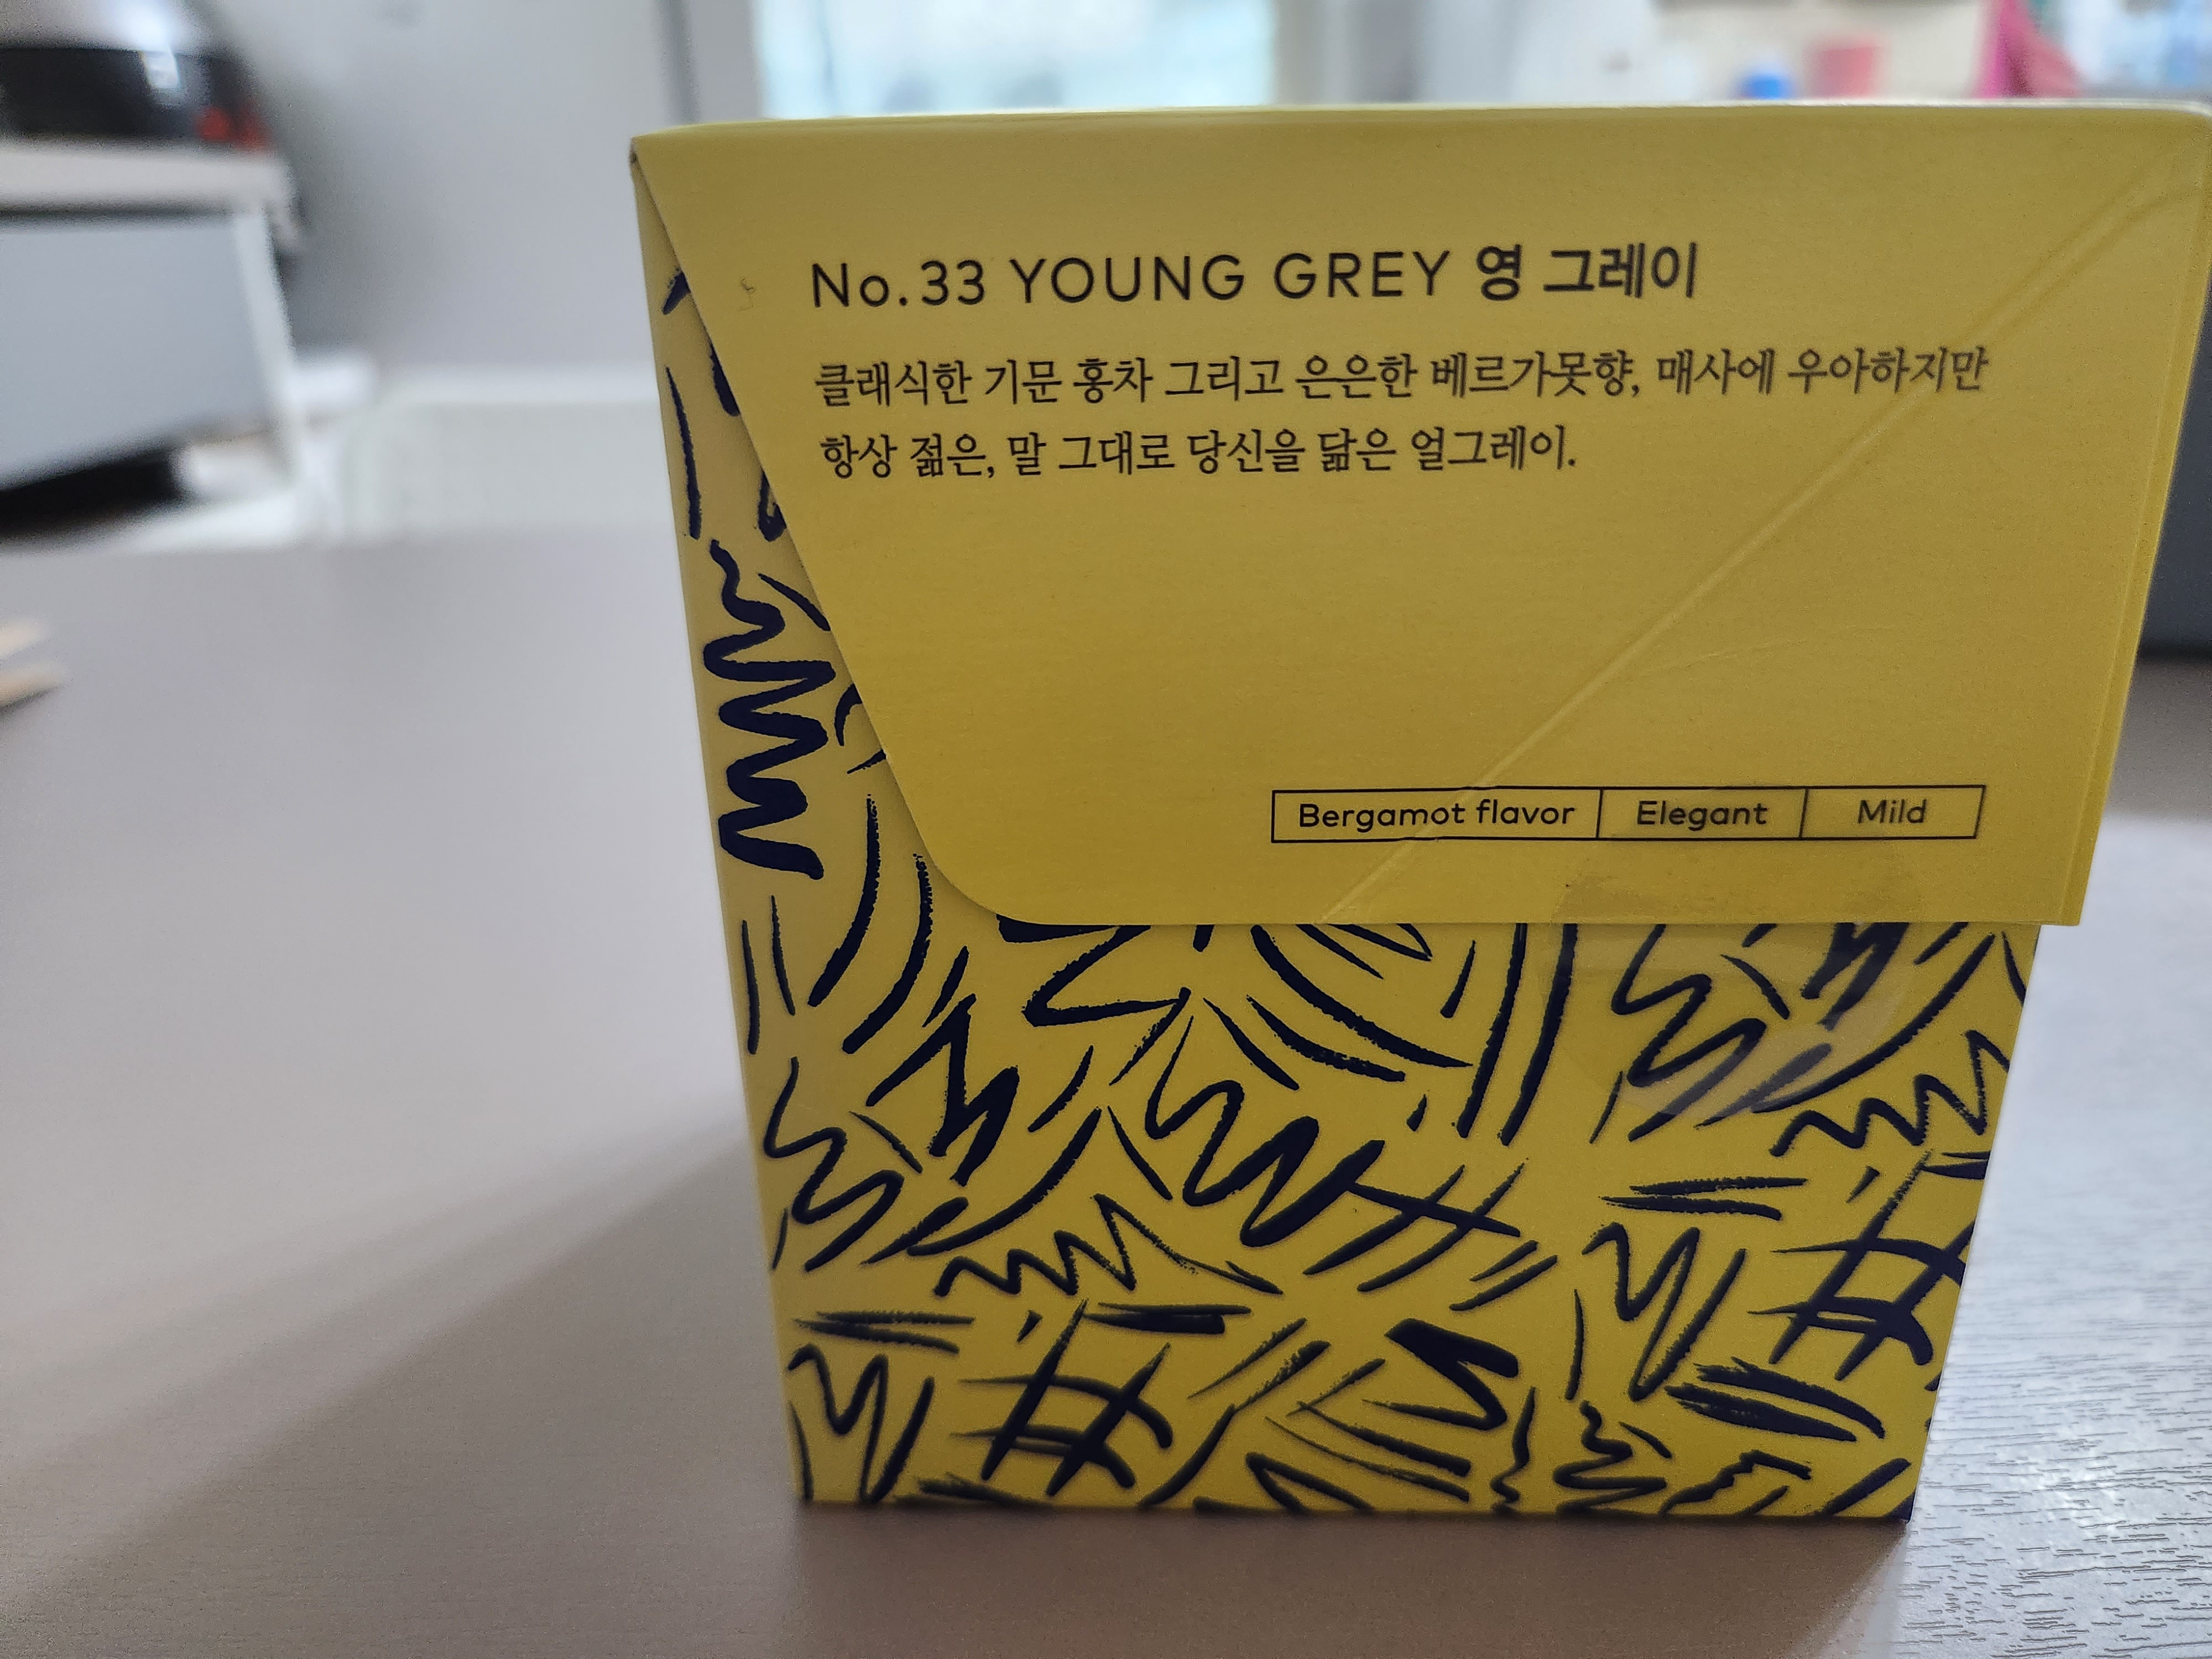 No.33 YOUNG GREY 영 그레이
클래식한 기문 홍차 그리고 은은한 베르가못향, 매사에 우아하지만
항상 젊은, 말 그대로 당신을 닮은 얼그레이.
Bergamot flavor Elegant Mild